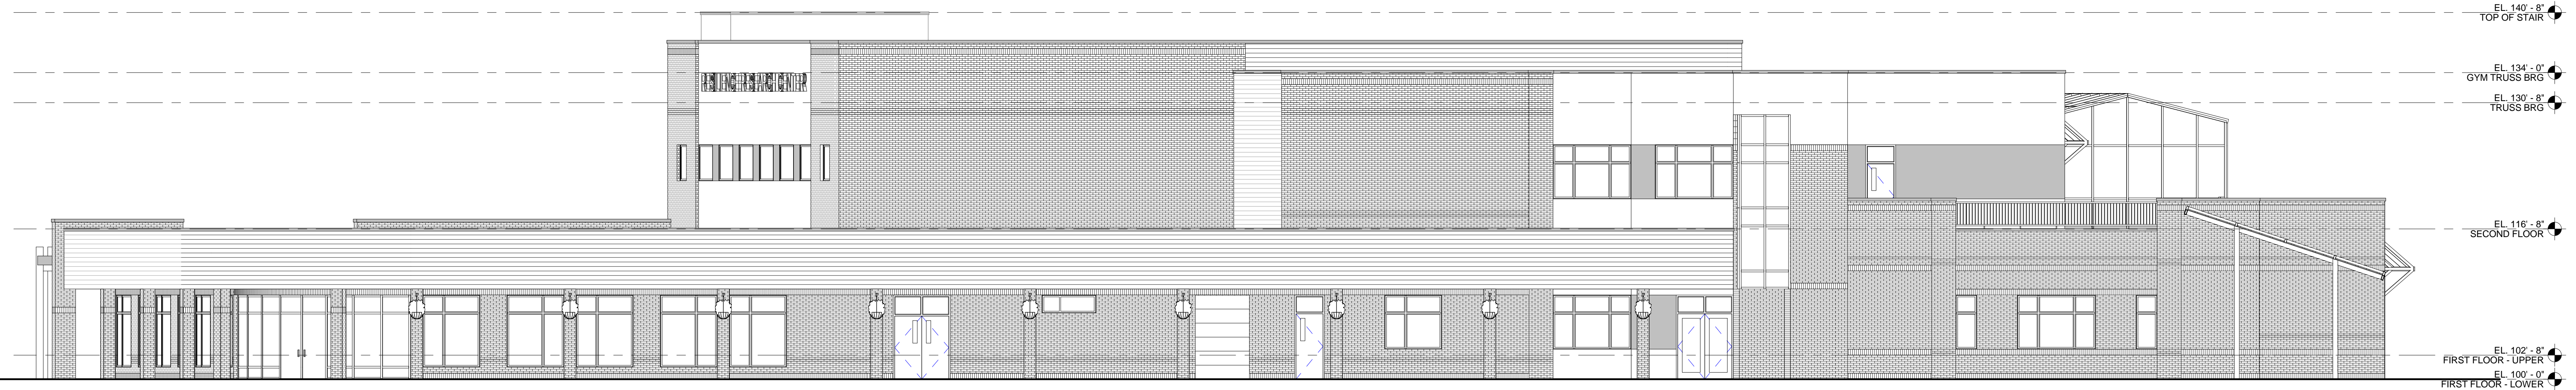 EL. 140' - 8"
TOP OF STAIR
EL. 134' - 0"
GYM TRUSS BRG
EL. 130' - 8"
TRUSS BRG
EL. 116' - 8"
SECOND FLOOR
EL. 102' - 8"
FIRST FLOOR - UPPER
EL. 100' - 0"
FIRST FLOOR - LOWER